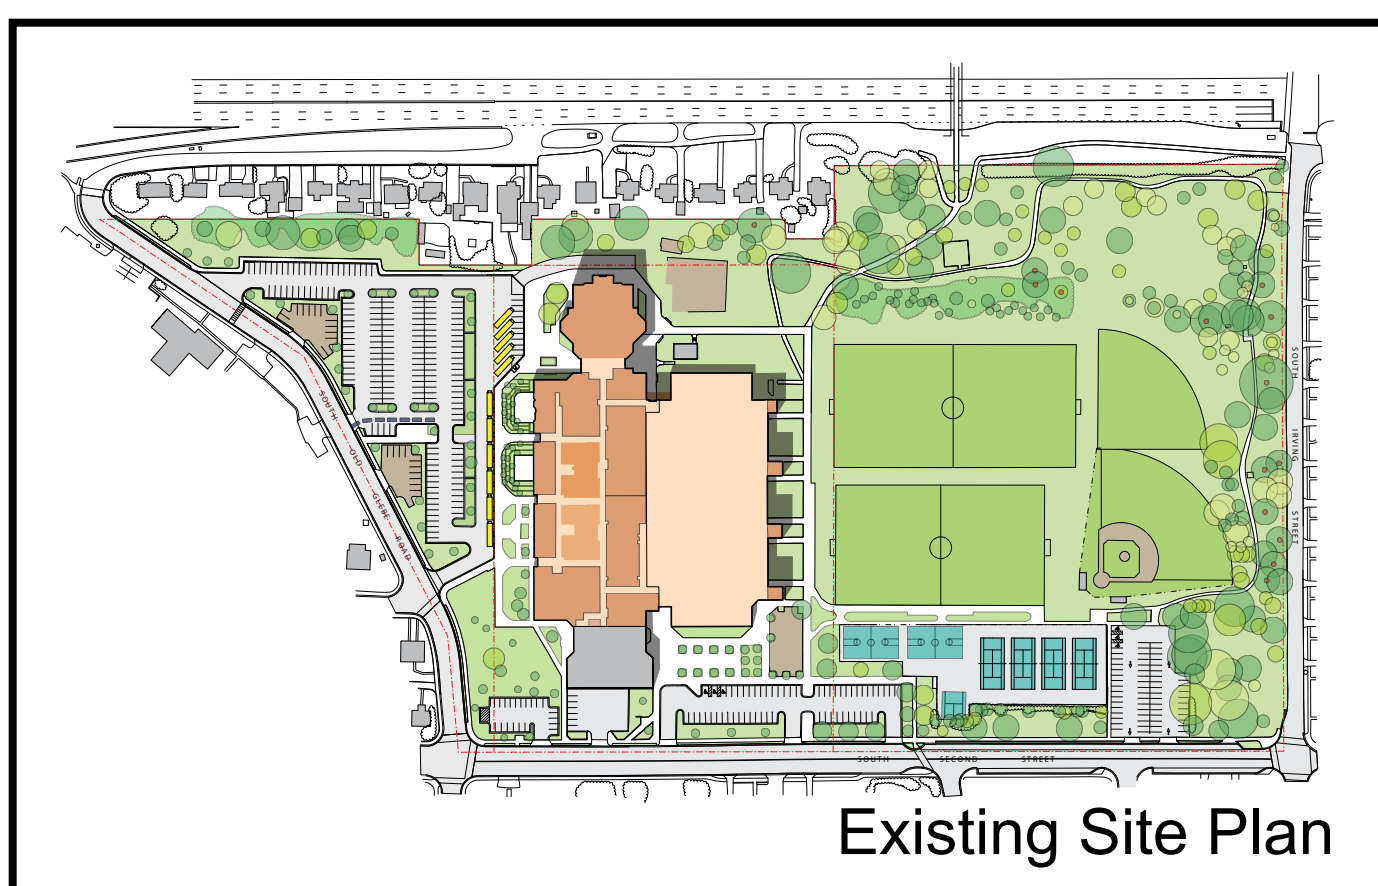 SOUTH OLD GLEBE ROAD
SOUTH IRVING STREET
SOUTH SECOND STREET
Existing Site Plan